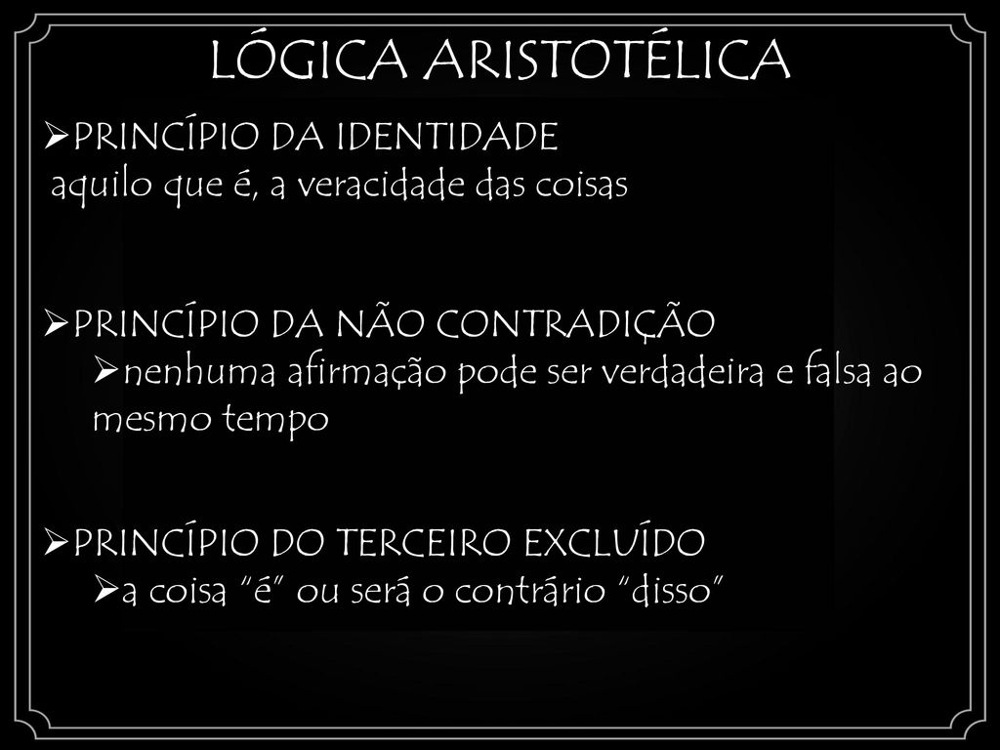 LÓGICA ARISTOTÉLICA
➢PRINCÍPIO DA IDENTIDADE
aquilo que é, a veracidade das coisas
➢PRINCÍPIO DA NÃO CONTRADIÇÃO
➢nenhuma afirmação pode ser verdadeira e falsa ao
mesmo tempo
➢PRINCÍPIO DO TERCEIRO EXCLUÍDO
➢a coisa “é” ou será o contrário “disso”